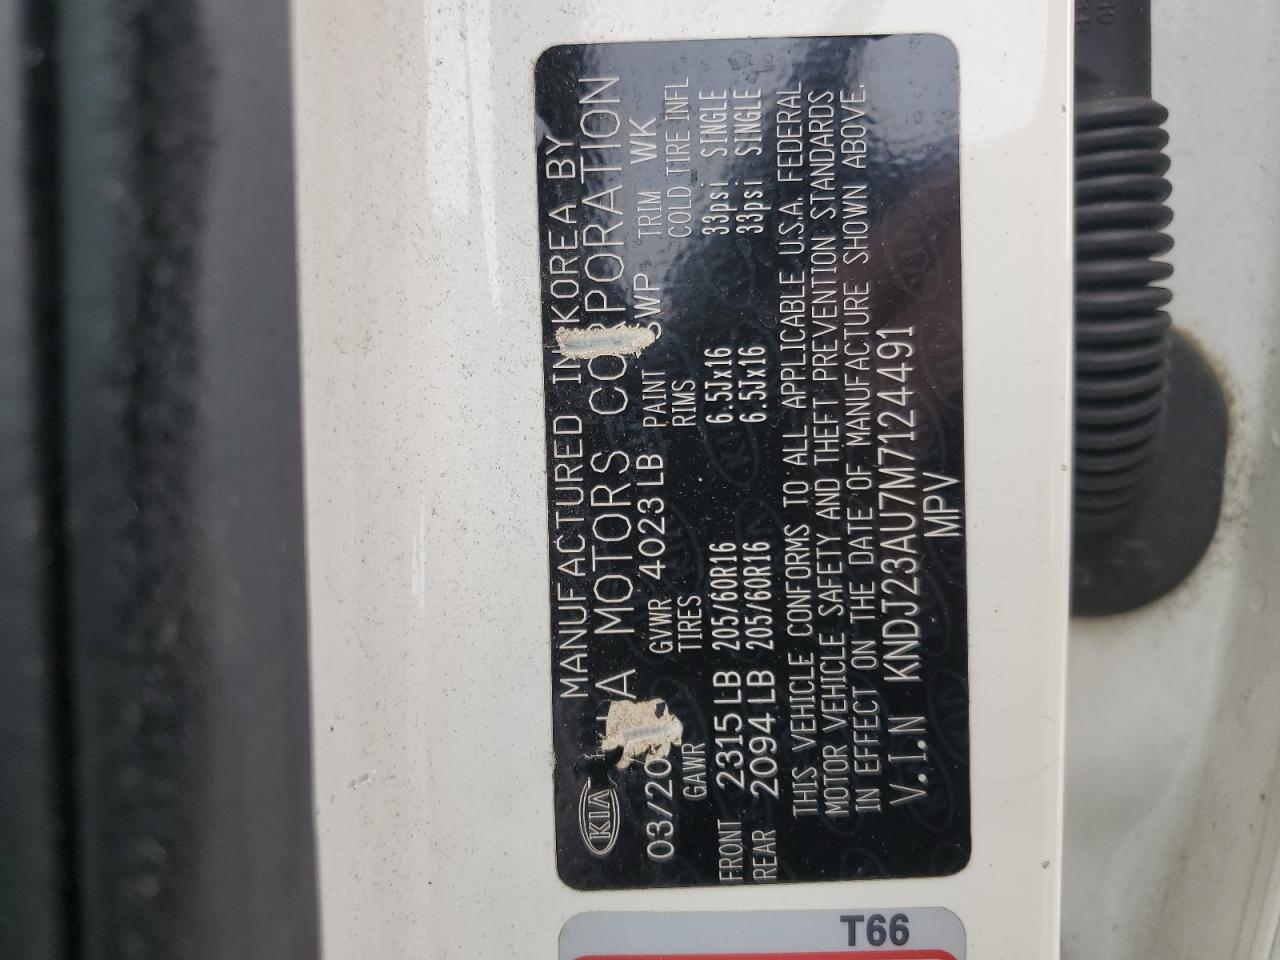 MANUFACTURED IN KOREA BY
KIA MOTORS CORPORATION
03/20 GVWR 4023 LB PAINT SWP TRIM WK
GAWR TIRES RIMS COLD TIRE INFL
FRONT 2315 LB 205/60R16 6.5Jx16 33psi SINGLE
REAR 2094 LB 205/60R16 6.5Jx16 33psi SINGLE
THIS VEHICLE CONFORMS TO ALL APPLICABLE U.S.A. FEDERAL
MOTOR VEHICLE SAFETY AND THEFT PREVENTION STANDARDS
IN EFFECT ON THE DATE OF MANUFACTURE SHOWN ABOVE.
V.I.N KNDJ23AU7M7124491
MPV
T66